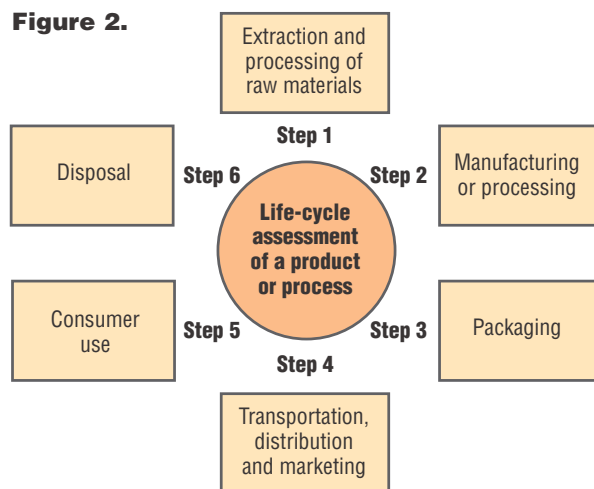 Figure 2.
Extraction and
processing of
raw materials
Step 1
Step 2
Manufacturing
or processing
Step 3
Packaging
Step 4
Transportation,
distribution
and marketing
Step 5
Consumer
use
Step 6
Disposal
Life-cycle
assessment
of a product
or process